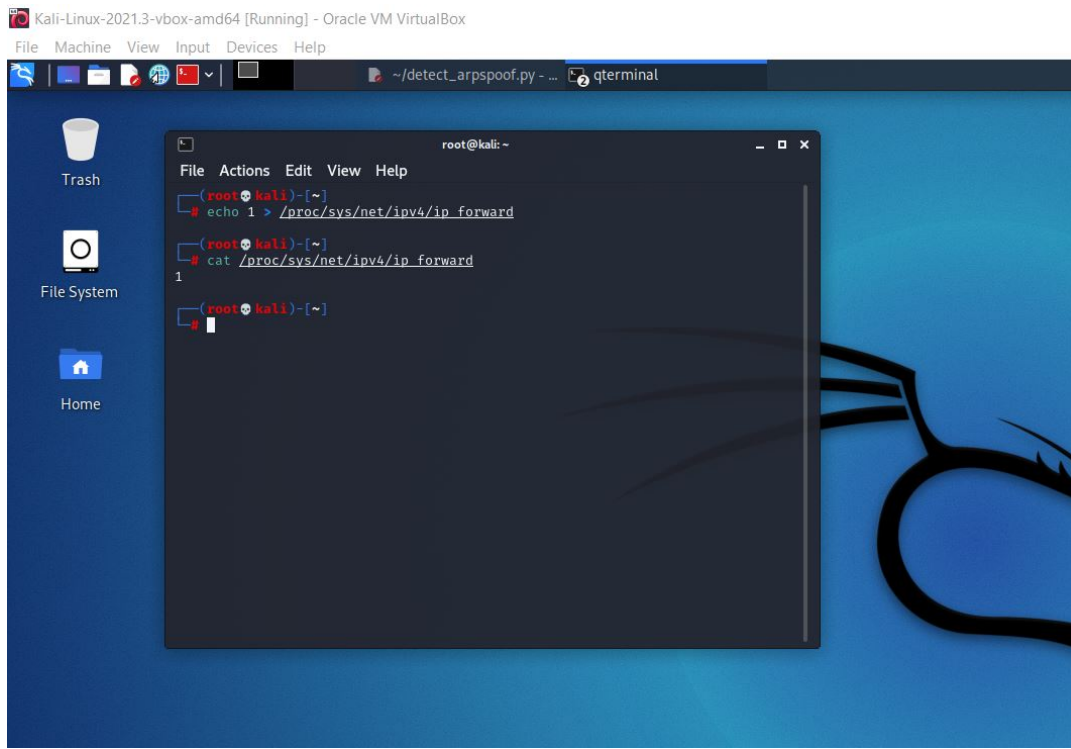 Kali-Linux-2021.3-vbox-amd64 [Running] - Oracle VM VirtualBox
File Machine View Input Devices Help
~/detect_arpspoof.py - ... qterminal
root@kali: ~
File Actions Edit View Help
Trash
File System
Home
┌──(root💀kali)-[~]
└─# echo 1 > /proc/sys/net/ipv4/ip_forward
┌──(root💀kali)-[~]
└─# cat /proc/sys/net/ipv4/ip_forward
1
┌──(root💀kali)-[~]
└─#